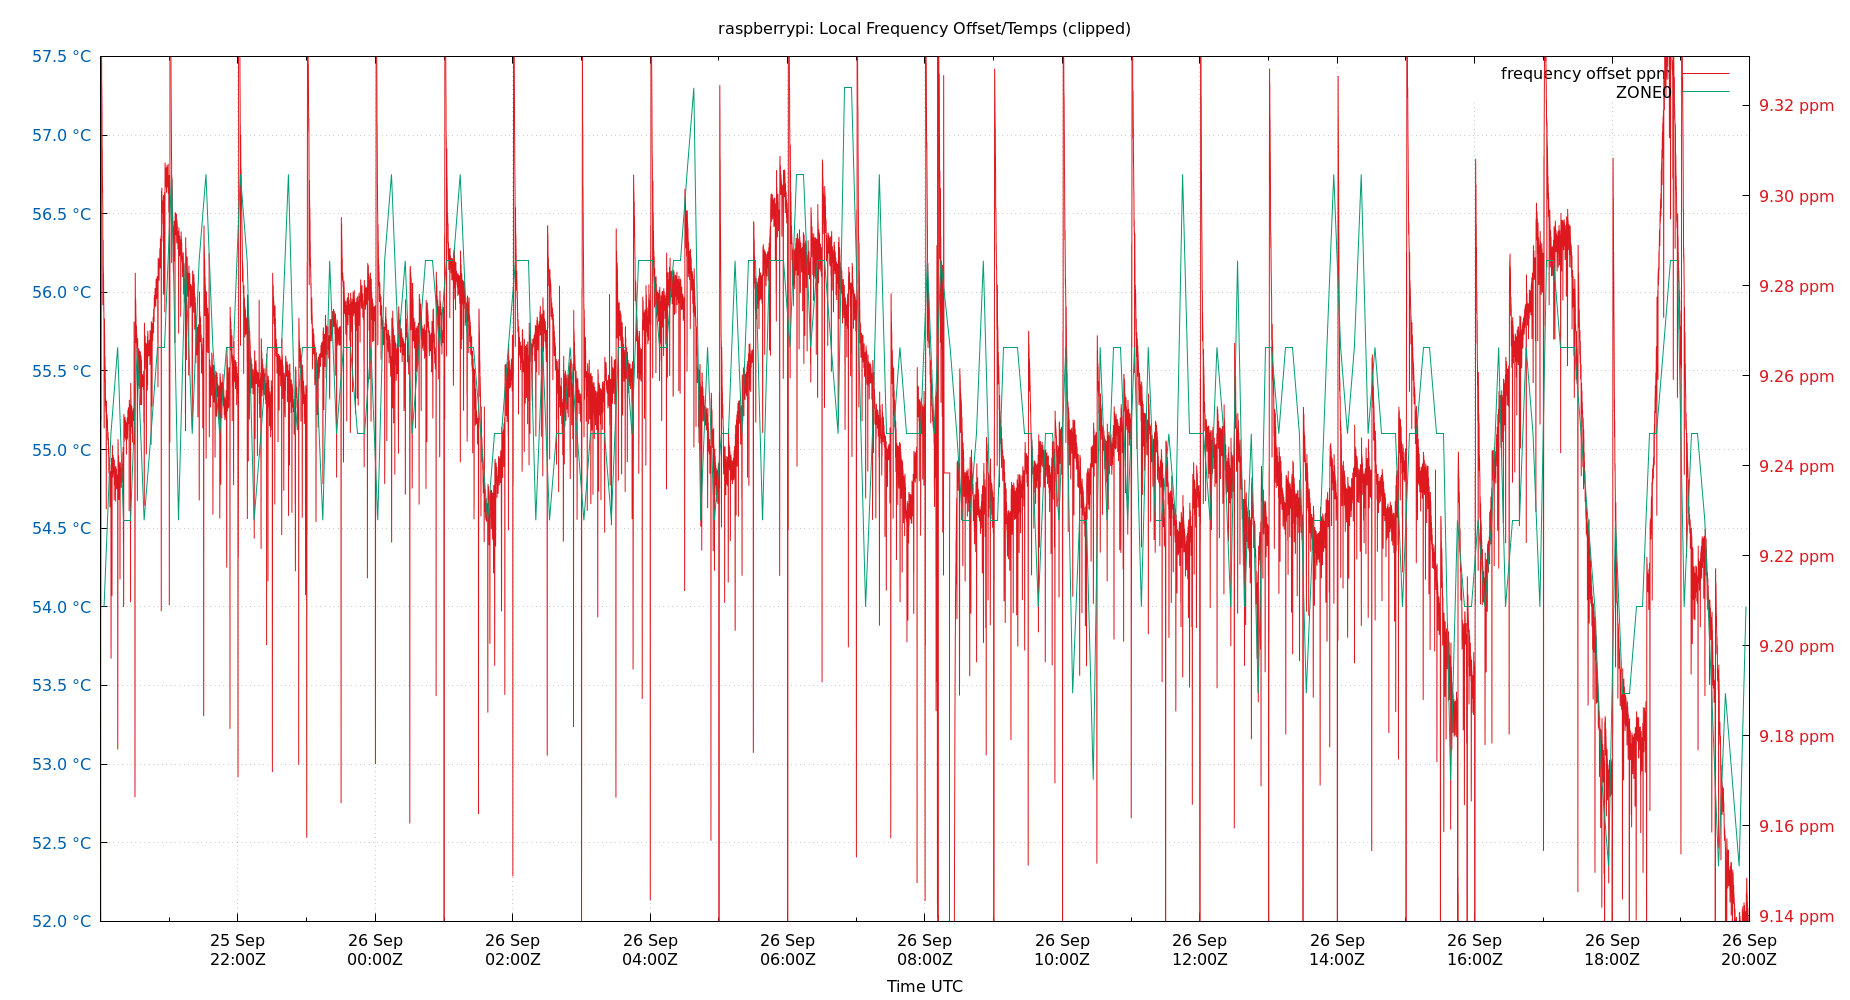 raspberrypi: Local Frequency Offset/Temps (clipped)
frequency offset ppm
ZONE0
57.5 °C
57.0 °C
56.5 °C
56.0 °C
55.5 °C
55.0 °C
54.5 °C
54.0 °C
53.5 °C
53.0 °C
52.5 °C
52.0 °C
9.32 ppm
9.30 ppm
9.28 ppm
9.26 ppm
9.24 ppm
9.22 ppm
9.20 ppm
9.18 ppm
9.16 ppm
9.14 ppm
25 Sep
22:00Z
26 Sep
00:00Z
26 Sep
02:00Z
26 Sep
04:00Z
26 Sep
06:00Z
26 Sep
08:00Z
26 Sep
10:00Z
26 Sep
12:00Z
26 Sep
14:00Z
26 Sep
16:00Z
26 Sep
18:00Z
26 Sep
20:00Z
Time UTC